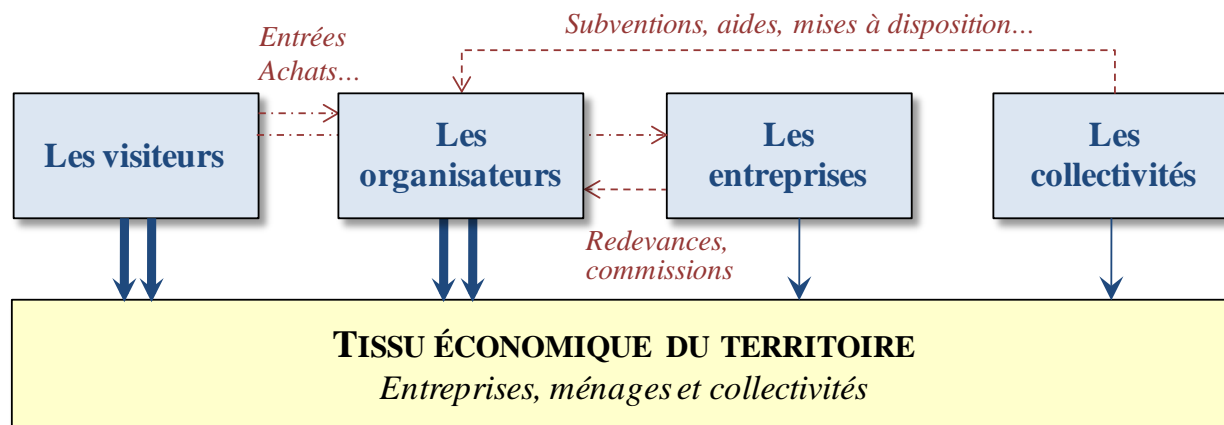 Subventions, aides, mises à disposition…
Entrées
Achats…
Les visiteurs
Les
organisateurs
Les
entreprises
Les
collectivités
Redevances,
commissions
TISSU ÉCONOMIQUE DU TERRITOIRE
Entreprises, ménages et collectivités